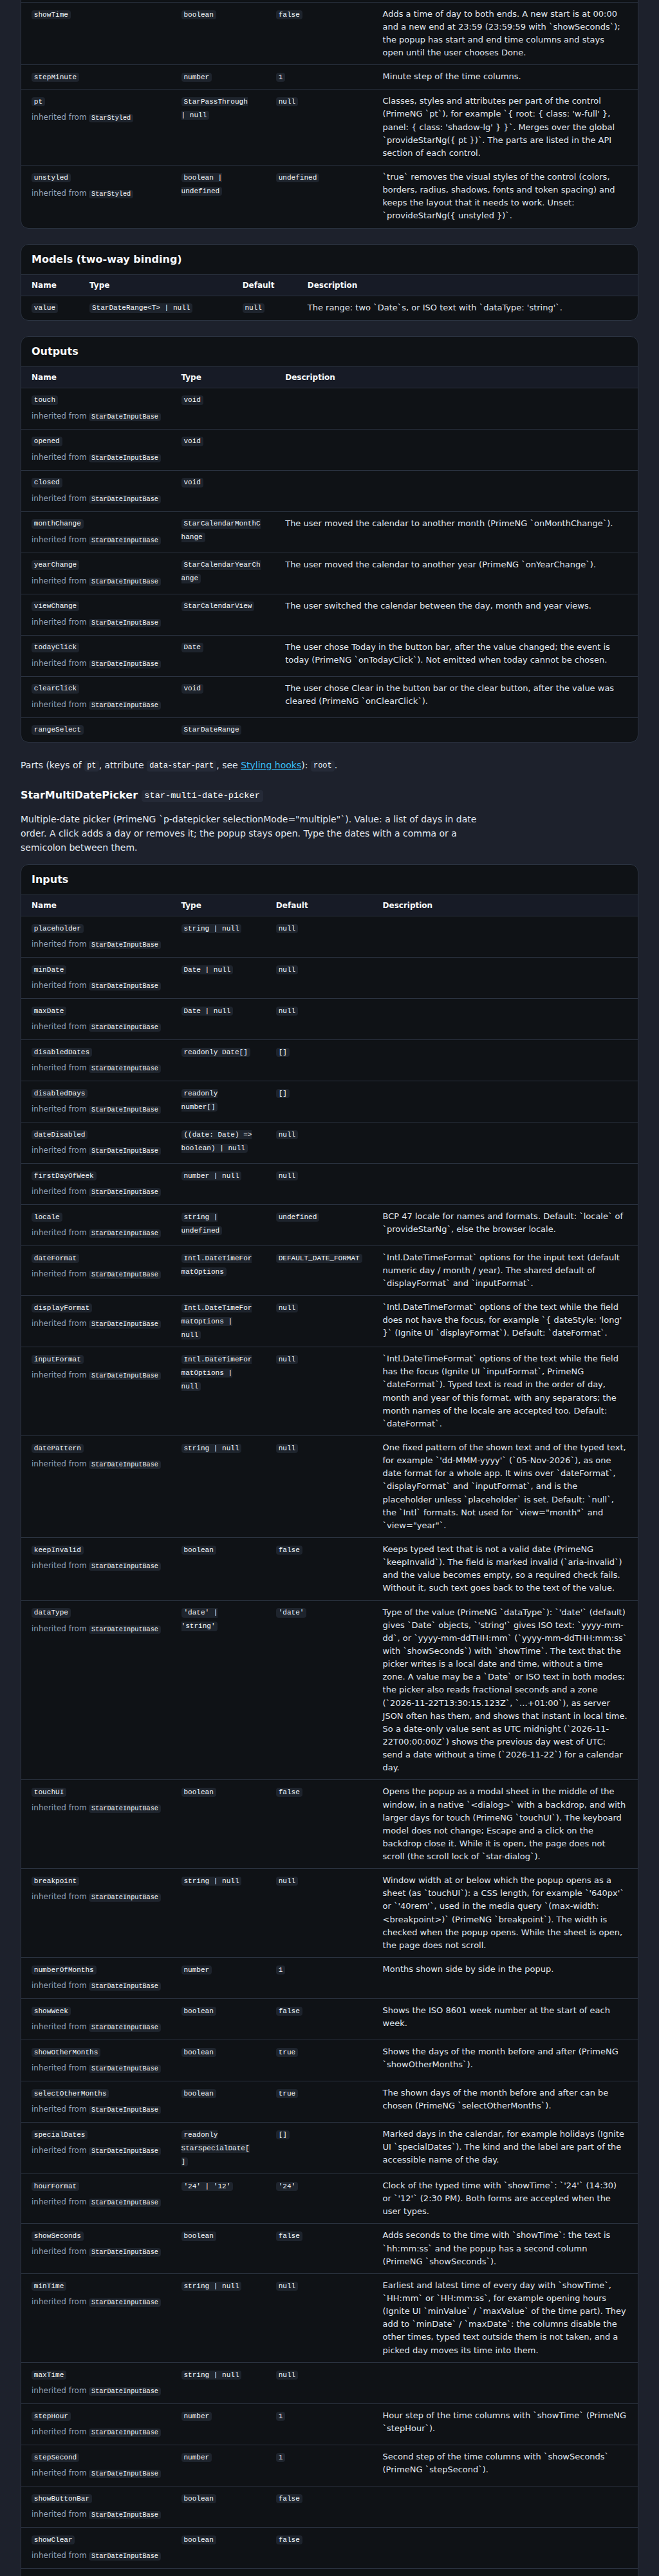 showTime boolean false Adds a time of day to both ends. A new start is at 00:00
and a new end at 23:59 (23:59:59 with `showSeconds`);
the popup has start and end time columns and stays
open until the user chooses Done.
stepMinute number 1 Minute step of the time columns.
pt StarPassThrough null Classes, styles and attributes per part of the control
inherited from StarStyled | null (PrimeNG `pt`), for example `{ root: { class: 'w-full' },
panel: { class: 'shadow-lg' } }`. Merges over the global
`provideStarNg({ pt })`. The parts are listed in the API
section of each control.
unstyled boolean | undefined `true` removes the visual styles of the control (colors,
inherited from StarStyled undefined borders, radius, shadows, fonts and token spacing) and
keeps the layout that it needs to work. Unset:
`provideStarNg({ unstyled })`.
Models (two-way binding)
Name Type Default Description
value StarDateRange<T> | null null The range: two `Date`s, or ISO text with `dataType: 'string'`.
Outputs
Name Type Description
touch void
inherited from StarDateInputBase
opened void
inherited from StarDateInputBase
closed void
inherited from StarDateInputBase
monthChange StarCalendarMonthC The user moved the calendar to another month (PrimeNG `onMonthChange`).
inherited from StarDateInputBase hange
yearChange StarCalendarYearCh The user moved the calendar to another year (PrimeNG `onYearChange`).
inherited from StarDateInputBase ange
viewChange StarCalendarView The user switched the calendar between the day, month and year views.
inherited from StarDateInputBase
todayClick Date The user chose Today in the button bar, after the value changed; the event is
inherited from StarDateInputBase today (PrimeNG `onTodayClick`). Not emitted when today cannot be chosen.
clearClick void The user chose Clear in the button bar or the clear button, after the value was
inherited from StarDateInputBase cleared (PrimeNG `onClearClick`).
rangeSelect StarDateRange
Parts (keys of pt, attribute data-star-part, see Styling hooks): root.
StarMultiDatePicker star-multi-date-picker
Multiple-date picker (PrimeNG `p-datepicker selectionMode="multiple"`). Value: a list of days in date
order. A click adds a day or removes it; the popup stays open. Type the dates with a comma or a
semicolon between them.
Inputs
Name Type Default Description
placeholder string | null null
inherited from StarDateInputBase
minDate Date | null null
inherited from StarDateInputBase
maxDate Date | null null
inherited from StarDateInputBase
disabledDates readonly Date[] []
inherited from StarDateInputBase
disabledDays readonly []
inherited from StarDateInputBase number[]
dateDisabled ((date: Date) => null
inherited from StarDateInputBase boolean) | null
firstDayOfWeek number | null null
inherited from StarDateInputBase
locale string | undefined BCP 47 locale for names and formats. Default: `locale` of
inherited from StarDateInputBase undefined `provideStarNg`, else the browser locale.
dateFormat Intl.DateTimeFor DEFAULT_DATE_FORMAT `Intl.DateTimeFormat` options for the input text (default
inherited from StarDateInputBase matOptions numeric day / month / year). The shared default of
`displayFormat` and `inputFormat`.
displayFormat Intl.DateTimeFor null `Intl.DateTimeFormat` options of the text while the field
inherited from StarDateInputBase matOptions | does not have the focus, for example `{ dateStyle: 'long'
null }` (Ignite UI `displayFormat`). Default: `dateFormat`.
inputFormat Intl.DateTimeFor null `Intl.DateTimeFormat` options of the text while the field
inherited from StarDateInputBase matOptions | has the focus (Ignite UI `inputFormat`, PrimeNG
null `dateFormat`). Typed text is read in the order of day,
month and year of this format, with any separators; the
month names of the locale are accepted too. Default:
`dateFormat`.
datePattern string | null null One fixed pattern of the shown text and of the typed text,
inherited from StarDateInputBase for example `'dd-MMM-yyyy'` (`05-Nov-2026`), as one
date format for a whole app. It wins over `dateFormat`,
`displayFormat` and `inputFormat`, and is the
placeholder unless `placeholder` is set. Default: `null`,
the `Intl` formats. Not used for `view="month"` and
`view="year"`.
keepInvalid boolean false Keeps typed text that is not a valid date (PrimeNG
inherited from StarDateInputBase `keepInvalid`). The field is marked invalid (`aria-invalid`)
and the value becomes empty, so a required check fails.
Without it, such text goes back to the text of the value.
dataType 'date' | 'date' Type of the value (PrimeNG `dataType`): `'date'` (default)
inherited from StarDateInputBase 'string' gives `Date` objects, `'string'` gives ISO text: `yyyy-mm-
dd`, or `yyyy-mm-ddTHH:mm` (`yyyy-mm-ddTHH:mm:ss`
with `showSeconds`) with `showTime`. The text that the
picker writes is a local date and time, without a time
zone. A value may be a `Date` or ISO text in both modes;
the picker also reads fractional seconds and a zone
(`2026-11-22T13:30:15.123Z`, `...+01:00`), as server
JSON often has them, and shows that instant in local time.
So a date-only value sent as UTC midnight (`2026-11-
22T00:00:00Z`) shows the previous day west of UTC:
send a date without a time (`2026-11-22`) for a calendar
day.
touchUI boolean false Opens the popup as a modal sheet in the middle of the
inherited from StarDateInputBase window, in a native `<dialog>` with a backdrop, and with
larger days for touch (PrimeNG `touchUI`). The keyboard
model does not change; Escape and a click on the
backdrop close it. While it is open, the page does not
scroll (the scroll lock of `star-dialog`).
breakpoint string | null null Window width at or below which the popup opens as a
inherited from StarDateInputBase sheet (as `touchUI`): a CSS length, for example `'640px'`
or `'40rem'`, used in the media query `(max-width:
<breakpoint>)` (PrimeNG `breakpoint`). The width is
checked when the popup opens. While the sheet is open,
the page does not scroll.
numberOfMonths number 1 Months shown side by side in the popup.
inherited from StarDateInputBase
showWeek boolean false Shows the ISO 8601 week number at the start of each
inherited from StarDateInputBase week.
showOtherMonths boolean true Shows the days of the month before and after (PrimeNG
inherited from StarDateInputBase `showOtherMonths`).
selectOtherMonths boolean true The shown days of the month before and after can be
inherited from StarDateInputBase chosen (PrimeNG `selectOtherMonths`).
specialDates readonly [] Marked days in the calendar, for example holidays (Ignite
inherited from StarDateInputBase StarSpecialDate[ UI `specialDates`). The kind and the label are part of the
] accessible name of the day.
hourFormat '24' | '12' '24' Clock of the typed time with `showTime`: `'24'` (14:30)
inherited from StarDateInputBase or `'12'` (2:30 PM). Both forms are accepted when the
user types.
showSeconds boolean false Adds seconds to the time with `showTime`: the text is
inherited from StarDateInputBase `hh:mm:ss` and the popup has a second column
(PrimeNG `showSeconds`).
minTime string | null null Earliest and latest time of every day with `showTime`,
inherited from StarDateInputBase `HH:mm` or `HH:mm:ss`, for example opening hours
(Ignite UI `minValue` / `maxValue` of the time part). They
add to `minDate` / `maxDate`: the columns disable the
other times, typed text outside them is not taken, and a
picked day moves its time into them.
maxTime string | null null
inherited from StarDateInputBase
stepHour number 1 Hour step of the time columns with `showTime` (PrimeNG
inherited from StarDateInputBase `stepHour`).
stepSecond number 1 Second step of the time columns with `showSeconds`
inherited from StarDateInputBase (PrimeNG `stepSecond`).
showButtonBar boolean false
inherited from StarDateInputBase
showClear boolean false
inherited from StarDateInputBase